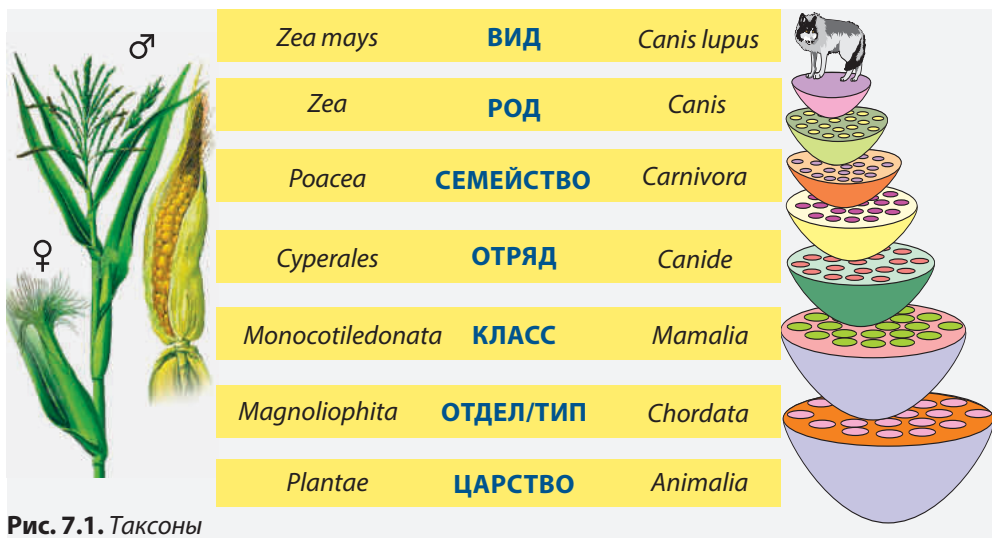 ♂
♀
Zea mays ВИД Canis lupus
Zea РОД Canis
Poacea СЕМЕЙСТВО Carnivora
Cyperales ОТРЯД Canide
Monocotiledonata КЛАСС Mamalia
Magnoliophita ОТДЕЛ/ТИП Chordata
Plantae ЦАРСТВО Animalia
Рис. 7.1. Таксоны